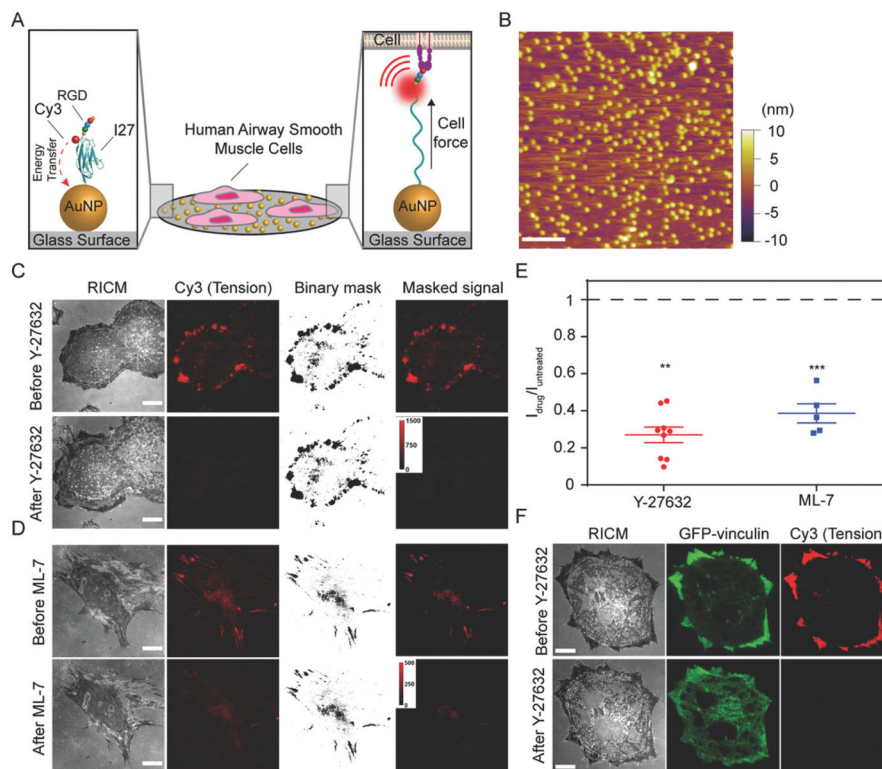 A
Cy3
RGD
I27
Energy
Transfer
AuNP
Glass Surface
Human Airway Smooth
Muscle Cells
Cell
Cell
force
AuNP
Glass Surface
B
(nm)
10
5
0
-5
-10
C
RICM
Cy3 (Tension)
Binary mask
Masked signal
Before Y-27632
After Y-27632
1500
0
D
Before ML-7
After ML-7
500
250
0
E
I drug/I untreated
1
0.8
0.6
0.4
0.2
0
**
***
Y-27632
ML-7
F
RICM
GFP-vinculin
Cy3 (Tension
Before Y-27632
After Y-27632